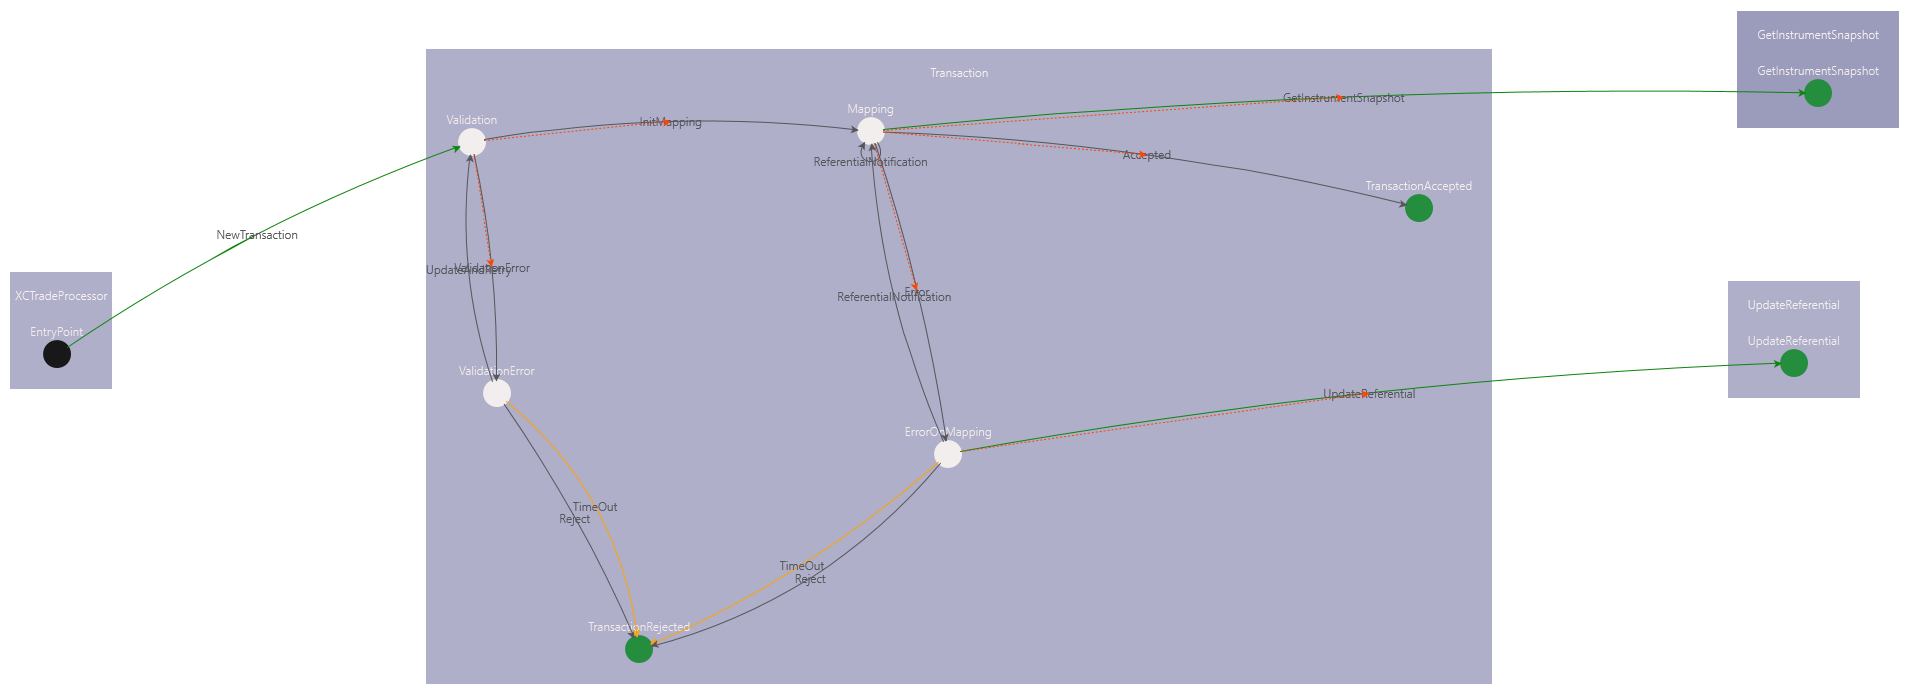 GetInstrumentSnapshot
GetInstrumentSnapshot
Transaction
GetInstrumentSnapshot
Mapping
Validation
InitMapping
Accepted
ReferentialNotification
TransactionAccepted
NewTransaction
UpdateAndRetry
ValidationError
Error
ReferentialNotification
XCTradeProcessor
EntryPoint
UpdateReferential
UpdateReferential
ValidationError
UpdateReferential
ErrorOnMapping
TimeOut
Reject
TimeOut
Reject
TransactionRejected